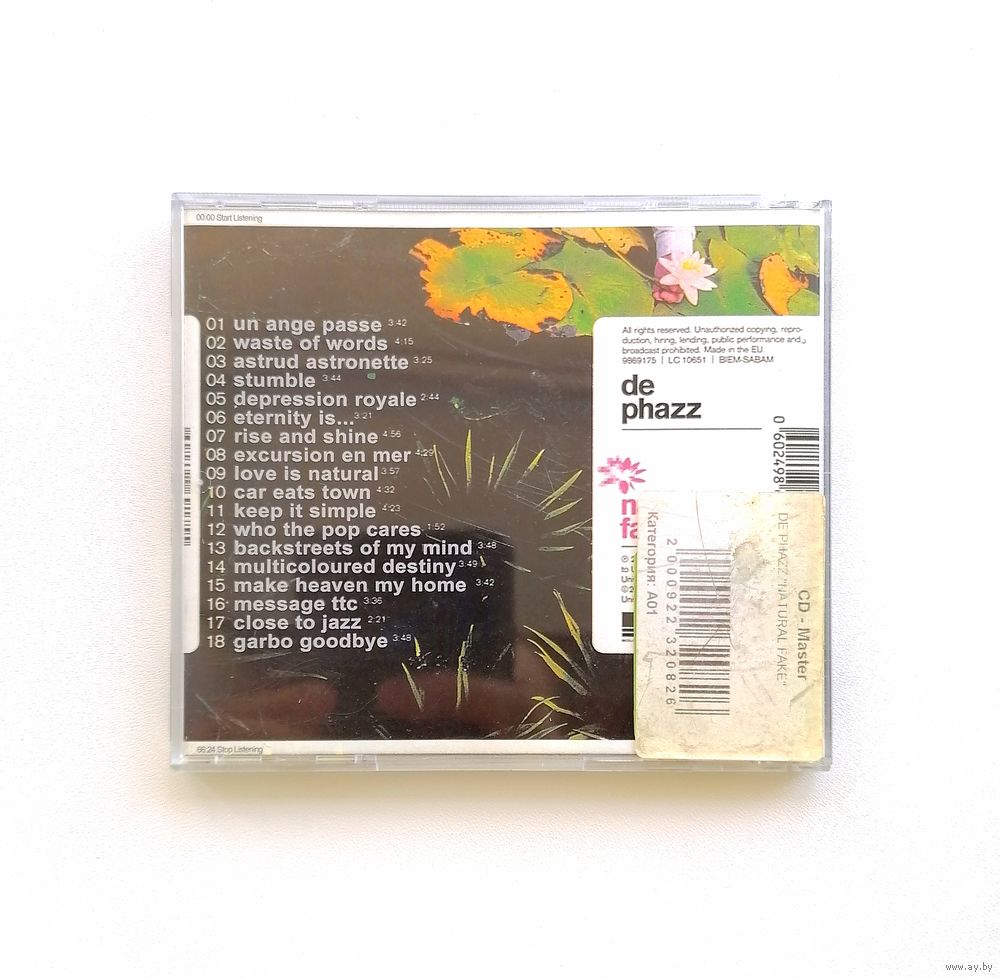 00:00 Start Listening
01 un ange passe 3:42
02 waste of words 4:15
03 astrud astronette 3:25
04 stumble 3:44
05 depression royale 2:44
06 eternity is... 3:21
07 rise and shine 4:56
08 excursion en mer 4:29
09 love is natural 3:57
10 car eats town 4:32
11 keep it simple 4:23
12 who the pop cares 1:52
13 backstreets of my mind 3:48
14 multicoloured destiny 3:49
15 make heaven my home 3:42
16 message ttc 3:36
17 close to jazz 2:21
18 garbo goodbye 3:48
66:24 Stop Listening
All rights reserved. Unauthorized copying, repro-
duction, hiring, lending, public performance and
broadcast prohibited. Made in the EU
9869175 | LC 10651 | BIEM-SABAM
de
phazz
0 602498
n
fa
CD - Master
DE PHAZZ "NATURAL FAKE"
2 000922 320826
Категория: A01
www.ay.by